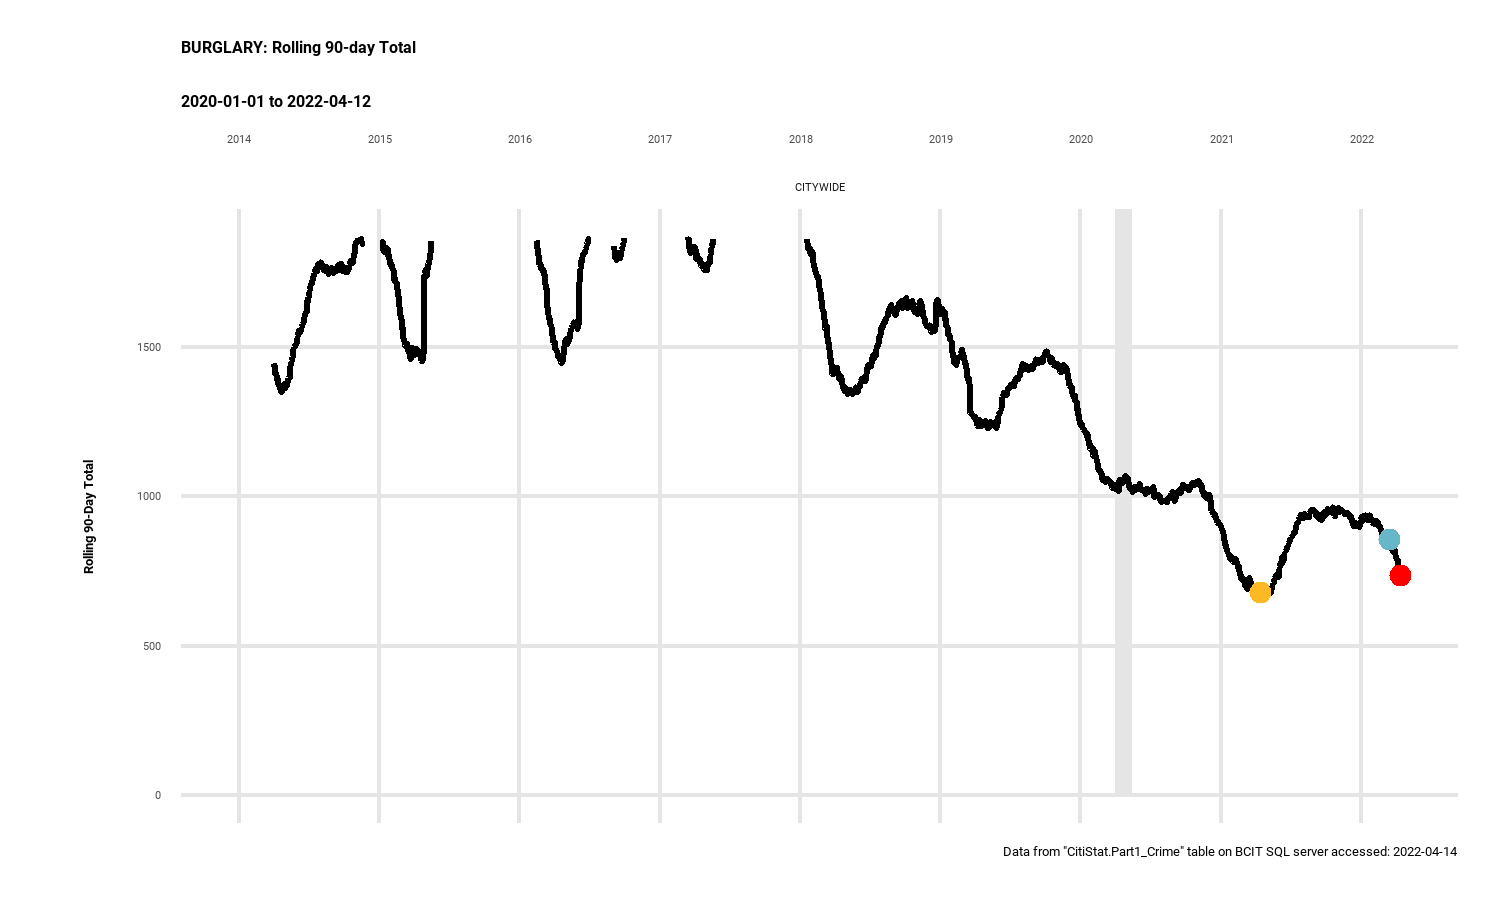 BURGLARY: Rolling 90-day Total
2020-01-01 to 2022-04-12
2014 2015 2016 2017 2018 2019 2020 2021 2022
CITYWIDE
1500
1000
Rolling 90-Day Total
500
0
Data from "CitiStat.Part1_Crime" table on BCIT SQL server accessed: 2022-04-14